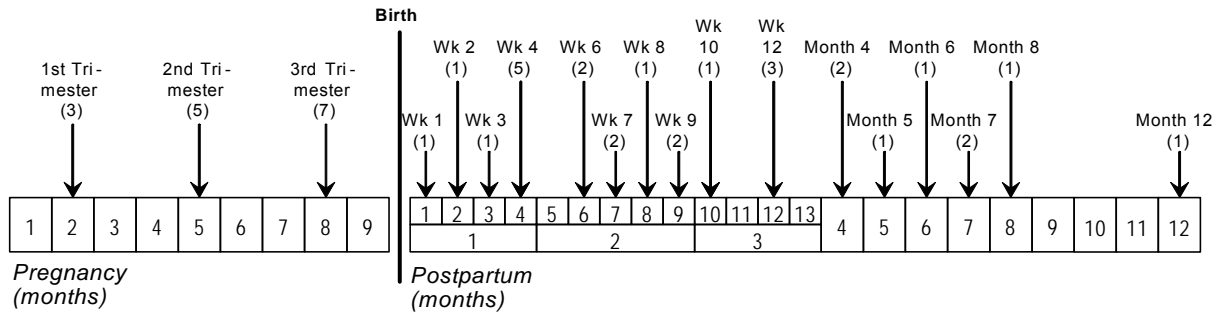 Birth
1st Tri-
mester
(3)
2nd Tri-
mester
(5)
3rd Tri-
mester
(7)
Wk 1
(1)
Wk 2
(1)
Wk 3
(1)
Wk 4
(5)
Wk 6
(2)
Wk 7
(2)
Wk 8
(1)
Wk 9
(2)
Wk
10
(1)
Wk
12
(3)
Month 4
(2)
Month 5
(1)
Month 6
(1)
Month 7
(2)
Month 8
(1)
Month 12
(1)
1 2 3 4 5 6 7 8 9
1 2 3 4 5 6 7 8 9 10 11 12 13
1 2 3
4 5 6 7 8 9 10 11 12
Pregnancy
(months)
Postpartum
(months)